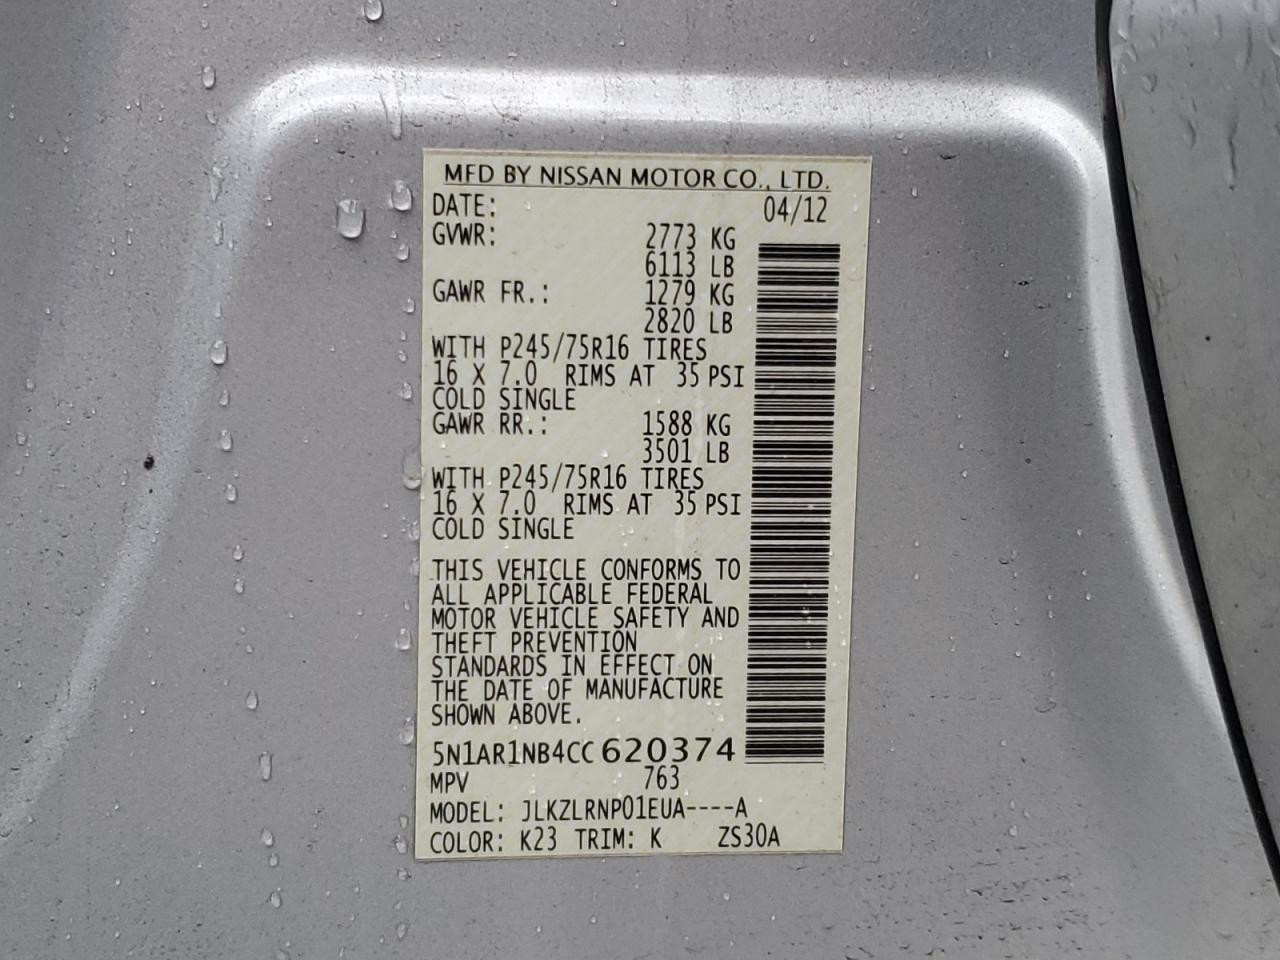 MFD BY NISSAN MOTOR CO., LTD.
DATE: 04/12
GVWR: 2773 KG
6113 LB
GAWR FR.: 1279 KG
2820 LB
WITH P245/75R16 TIRES
16 X 7.0 RIMS AT 35 PSI
COLD SINGLE
GAWR RR.: 1588 KG
3501 LB
WITH P245/75R16 TIRES
16 X 7.0 RIMS AT 35 PSI
COLD SINGLE
THIS VEHICLE CONFORMS TO
ALL APPLICABLE FEDERAL
MOTOR VEHICLE SAFETY AND
THEFT PREVENTION
STANDARDS IN EFFECT ON
THE DATE OF MANUFACTURE
SHOWN ABOVE.
5N1AR1NB4CC620374
MPV 763
MODEL: JLKZLRNP01EUA----A
COLOR: K23 TRIM: K ZS30A